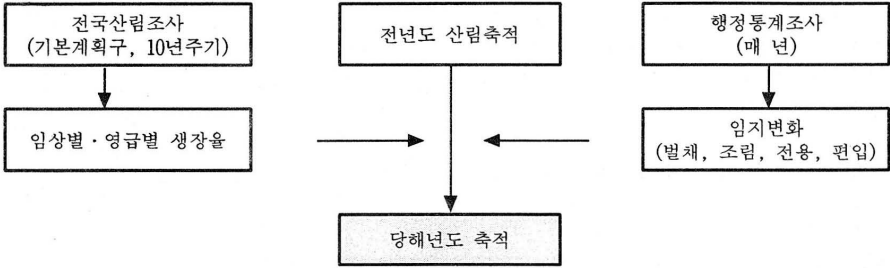 전국산림조사
(기본계획구, 10년주기)
전년도 산림축적
행정통계조사
(매 년)
임상별·영급별 생장율
임지변화
(벌채, 조림, 전용, 편입)
당해년도 축적